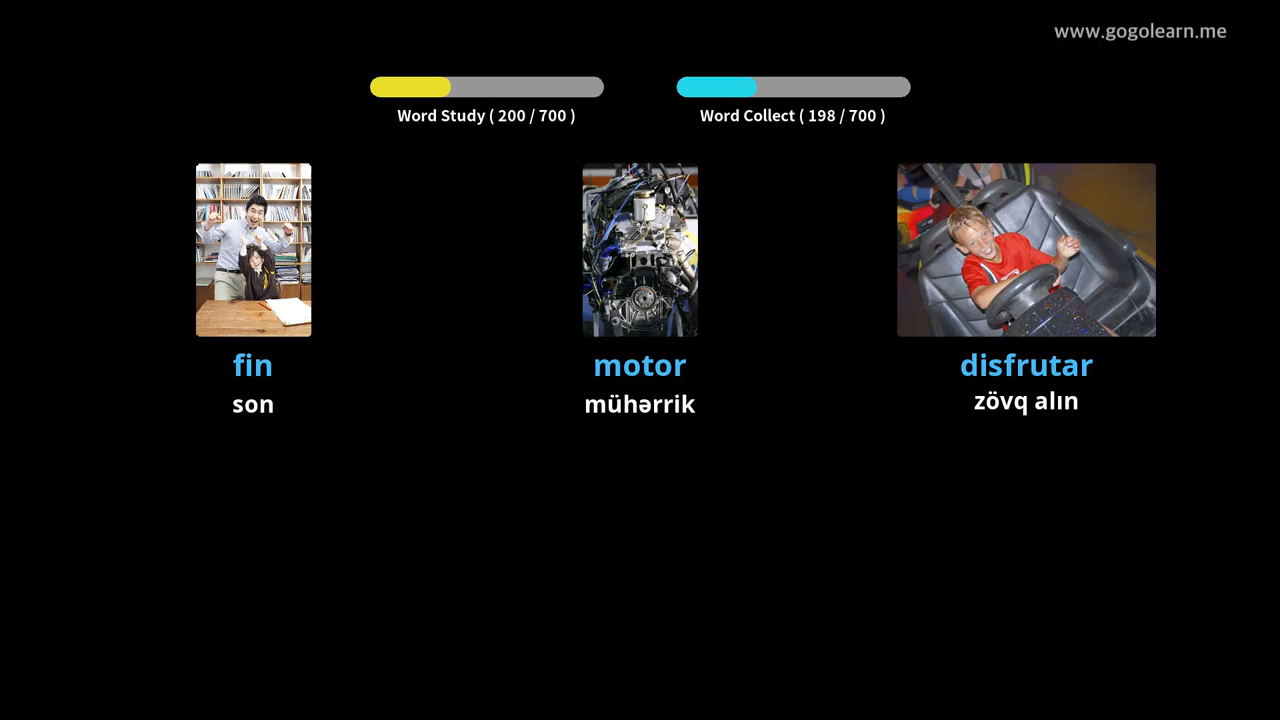 www.gogolearn.me
Word Study ( 200 / 700 )
Word Collect ( 198 / 700 )
fin
motor
disfrutar
son
mühərrik
zövq alın